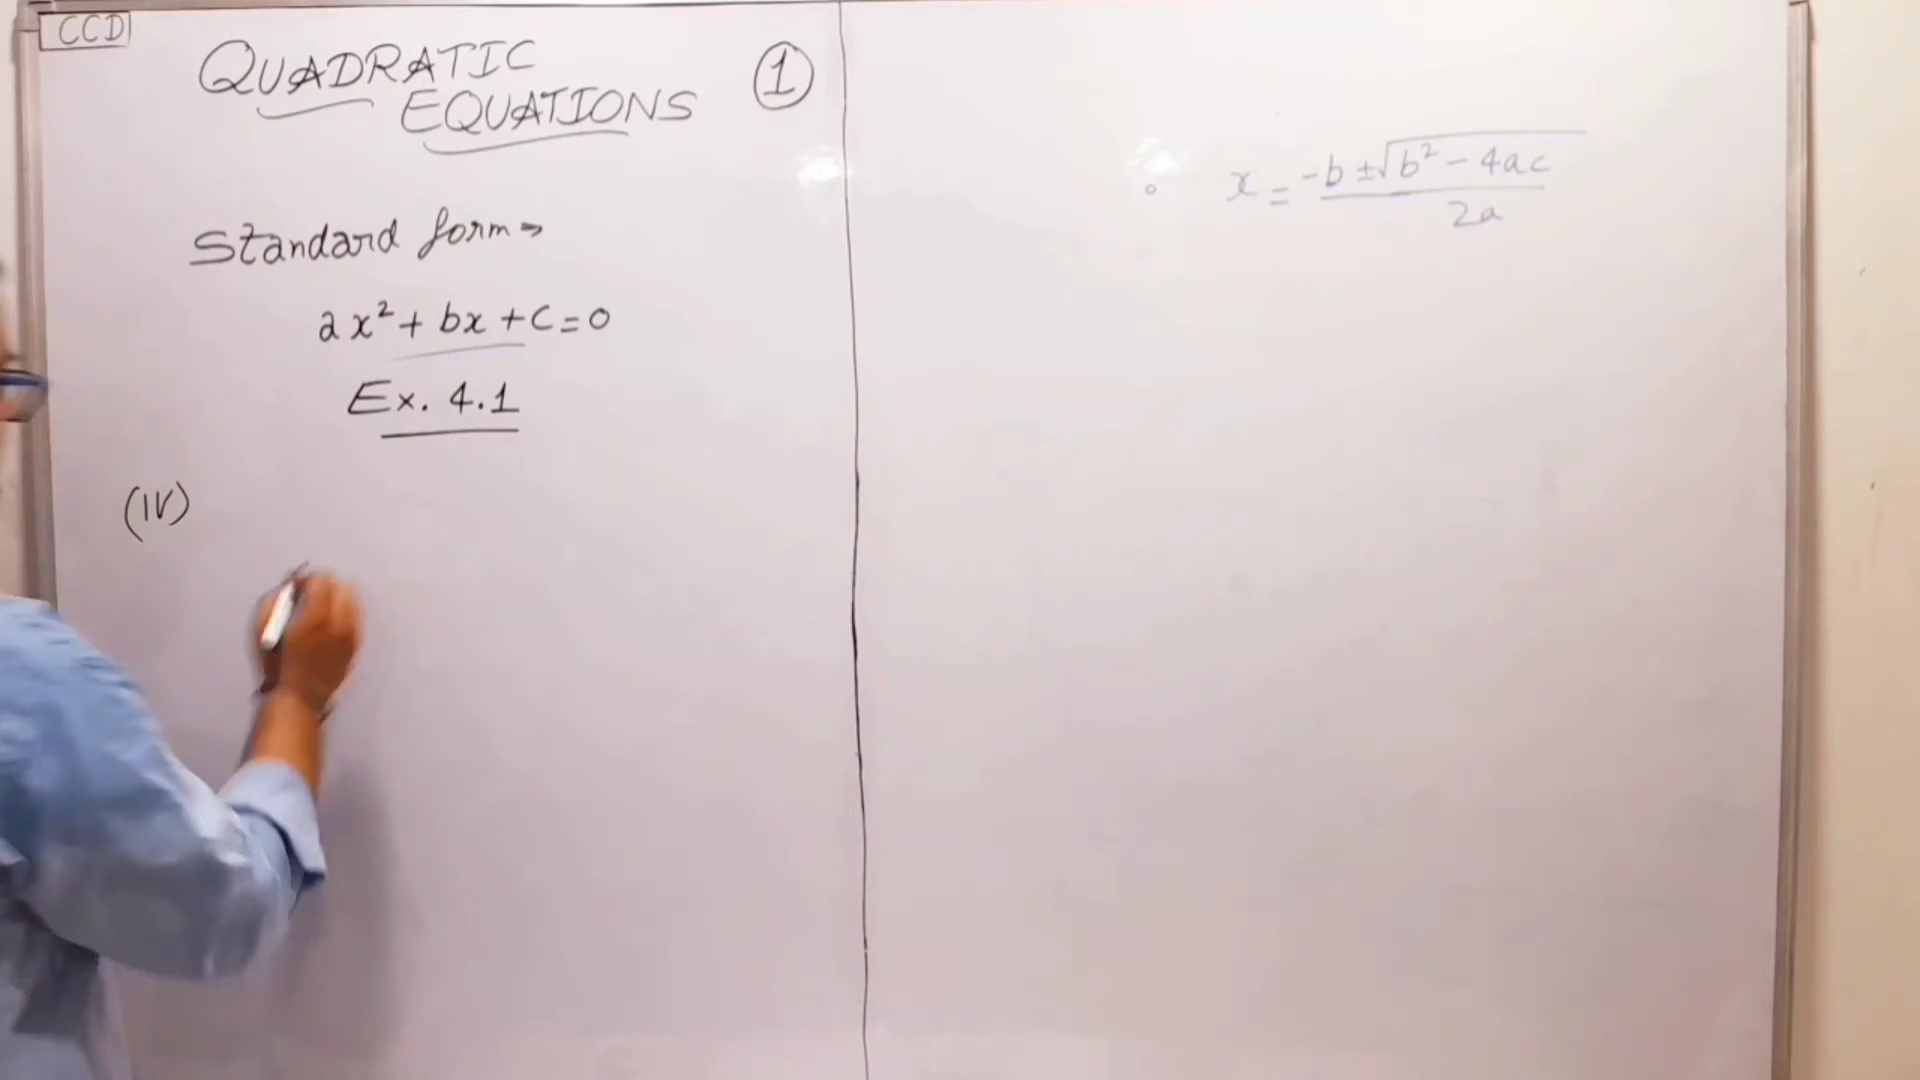 CCD
QUADRATIC
EQUATIONS
1
Standard form→
ax²+bx+c=0
Ex. 4.1
(IV)
x = -b ± √b² - 4ac / 2a